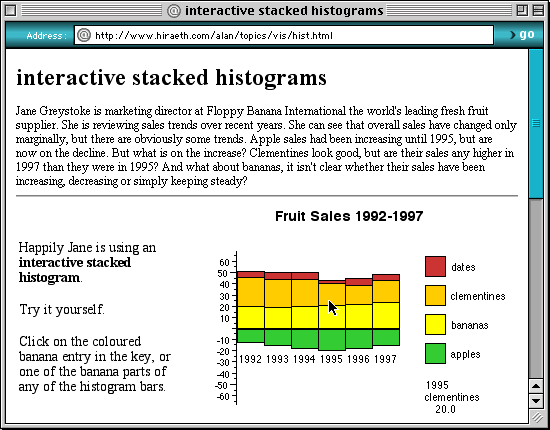 interactive stacked histograms
Address: @ http://www.hiraeth.com/alan/topics/vis/hist.html go
interactive stacked histograms
Jane Greystoke is marketing director at Floppy Banana International the world's leading fresh fruit
supplier. She is reviewing sales trends over recent years. She can see that overall sales have changed only
marginally, but there are obviously some trends. Apple sales had been increasing until 1995, but are
now on the decline. But what is on the increase? Clementines look good, but are their sales any higher in
1997 than they were in 1995? And what about bananas, it isn't clear whether their sales have been
increasing, decreasing or simply keeping steady?
Fruit Sales 1992-1997
Happily Jane is using an
interactive stacked
histogram.
Try it yourself.
Click on the coloured
banana entry in the key, or
one of the banana parts of
any of the histogram bars.
60
50
40
30
20
10
-10
-20
-30
-40
-50
-60
1992 1993 1994 1995 1996 1997
dates
clementines
bananas
apples
1995
clementines
20.0